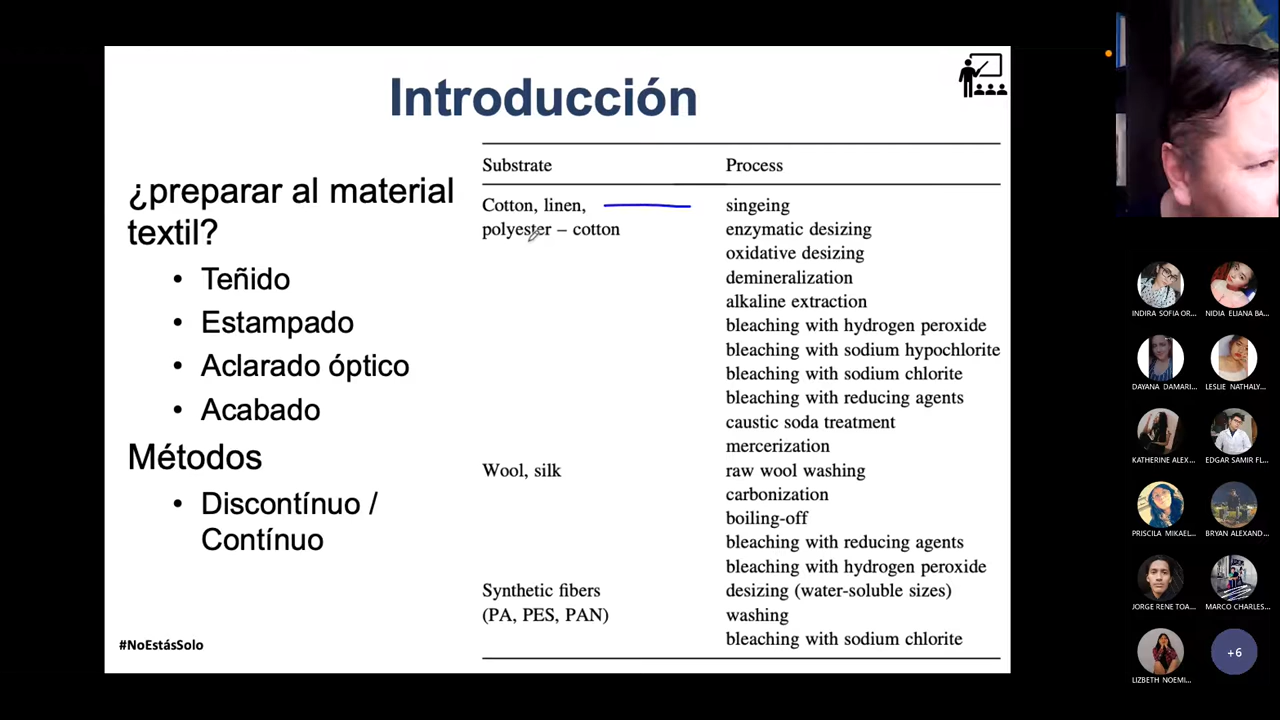 Introducción
¿preparar al material
textil?
• Teñido
• Estampado
• Aclarado óptico
• Acabado
Métodos
• Discontínuo /
Contínuo
#NoEstásSolo
Substrate Process
Cotton, linen, singeing
polyester – cotton enzymatic desizing
oxidative desizing
demineralization
alkaline extraction
bleaching with hydrogen peroxide
bleaching with sodium hypochlorite
bleaching with sodium chlorite
bleaching with reducing agents
caustic soda treatment
mercerization
Wool, silk raw wool washing
carbonization
boiling-off
bleaching with reducing agents
bleaching with hydrogen peroxide
Synthetic fibers desizing (water-soluble sizes)
(PA, PES, PAN) washing
bleaching with sodium chlorite
INDIRA SOFIA OR... NIDIA ELIANA BA...
DAYANA DAMARI... LESLIE NATHALY...
KATHERINE ALEX... EDGAR SAMIR FL...
PRISCILA MIKAEL... BRYAN ALEXAND...
JORGE RENE TOA... MARCO CHARLES...
LIZBETH NOEMI... +6